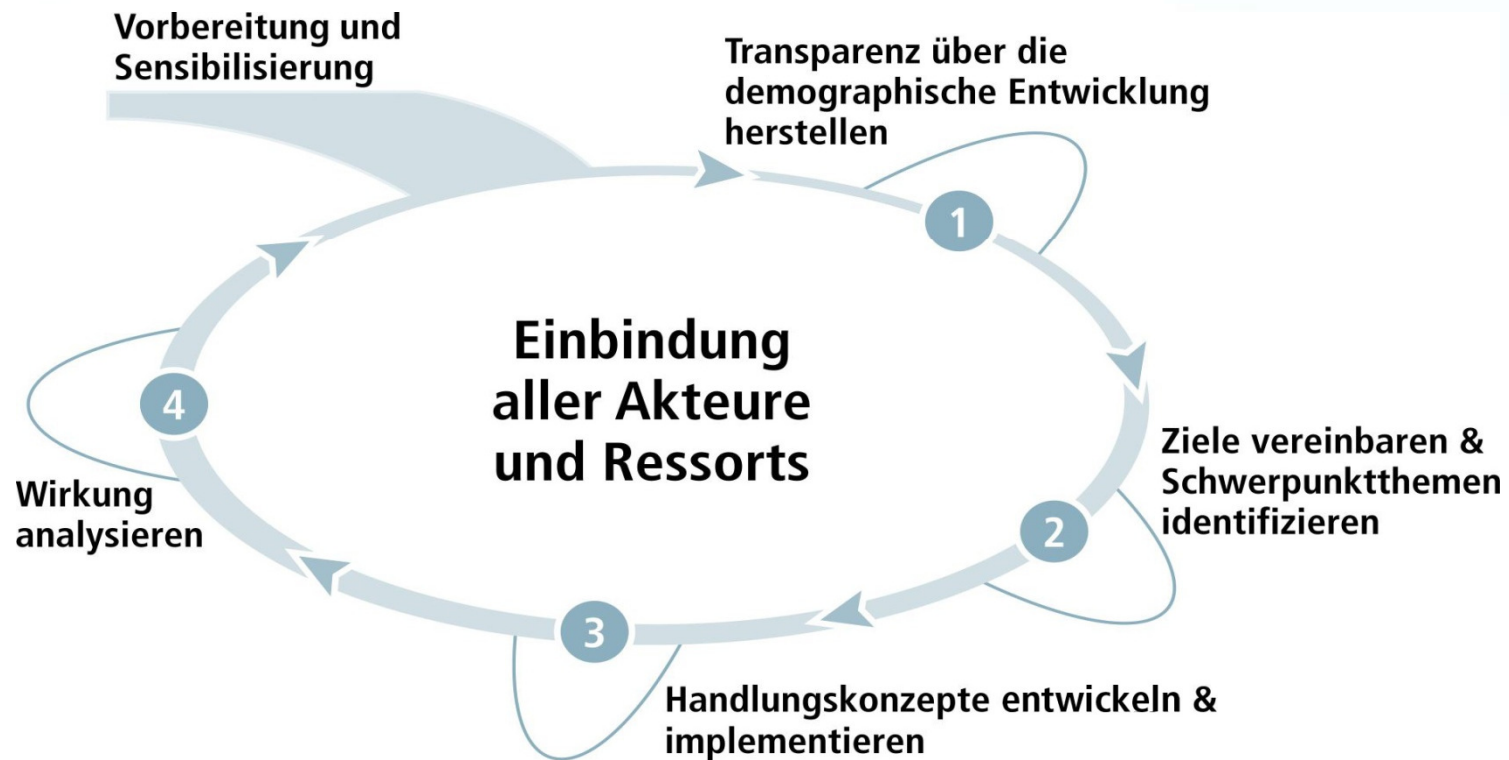 Vorbereitung und
Sensibilisierung
Transparenz über die
demographische Entwicklung
herstellen
1
Einbindung
aller Akteure
und Ressorts
4
Ziele vereinbaren &
Schwerpunktthemen
identifizieren
2
Wirkung
analysieren
3
Handlungskonzepte entwickeln &
implementieren